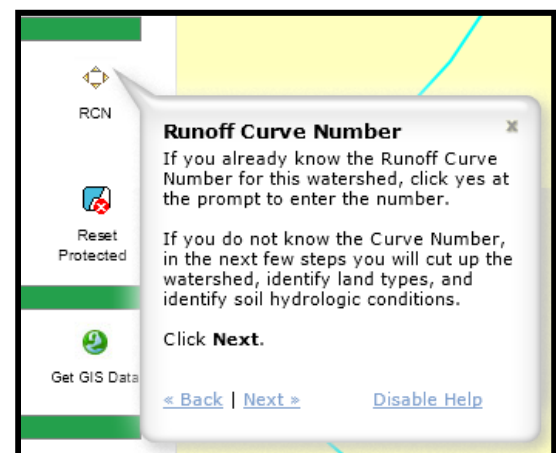 RCN
Reset
Protected
Get GIS Data
Runoff Curve Number
x
If you already know the Runoff Curve
Number for this watershed, click yes at
the prompt to enter the number.
If you do not know the Curve Number,
in the next few steps you will cut up the
watershed, identify land types, and
identify soil hydrologic conditions.
Click Next.
« Back | Next »
Disable Help